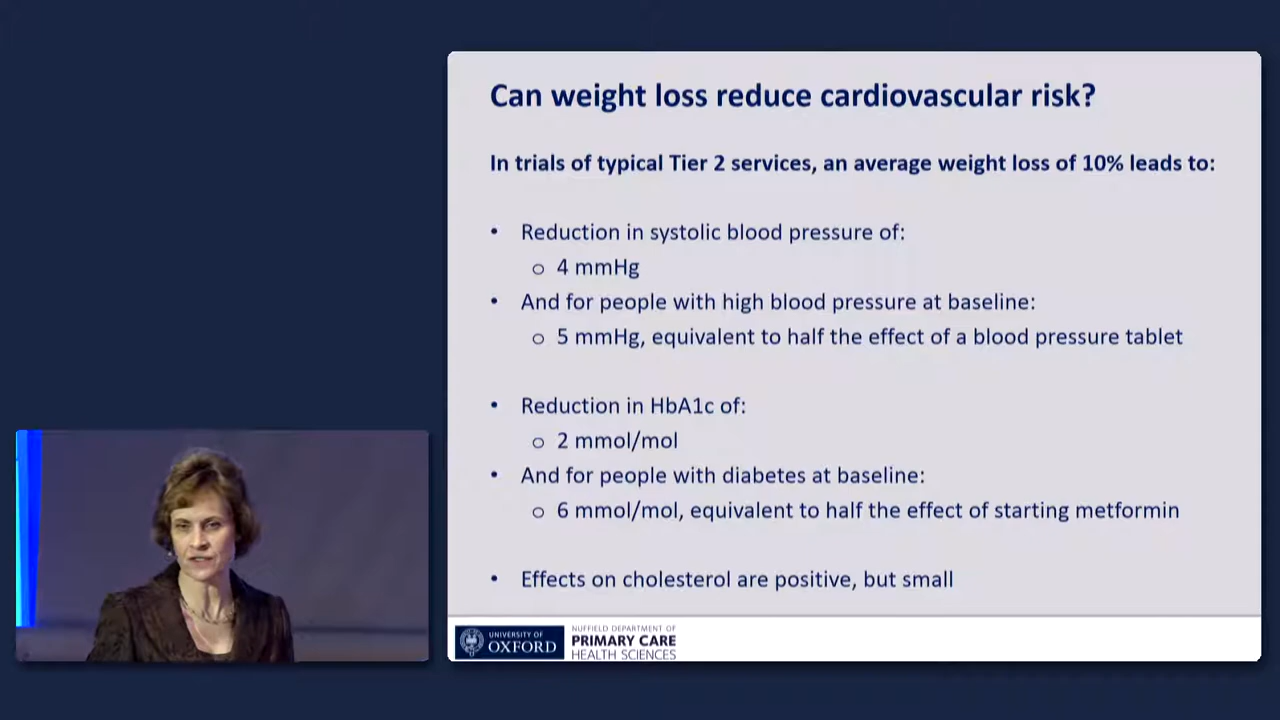 Can weight loss reduce cardiovascular risk?
In trials of typical Tier 2 services, an average weight loss of 10% leads to:
• Reduction in systolic blood pressure of:
o 4 mmHg
• And for people with high blood pressure at baseline:
o 5 mmHg, equivalent to half the effect of a blood pressure tablet
• Reduction in HbA1c of:
o 2 mmol/mol
• And for people with diabetes at baseline:
o 6 mmol/mol, equivalent to half the effect of starting metformin
• Effects on cholesterol are positive, but small
UNIVERSITY OF
OXFORD
NUFFIELD DEPARTMENT OF
PRIMARY CARE
HEALTH SCIENCES